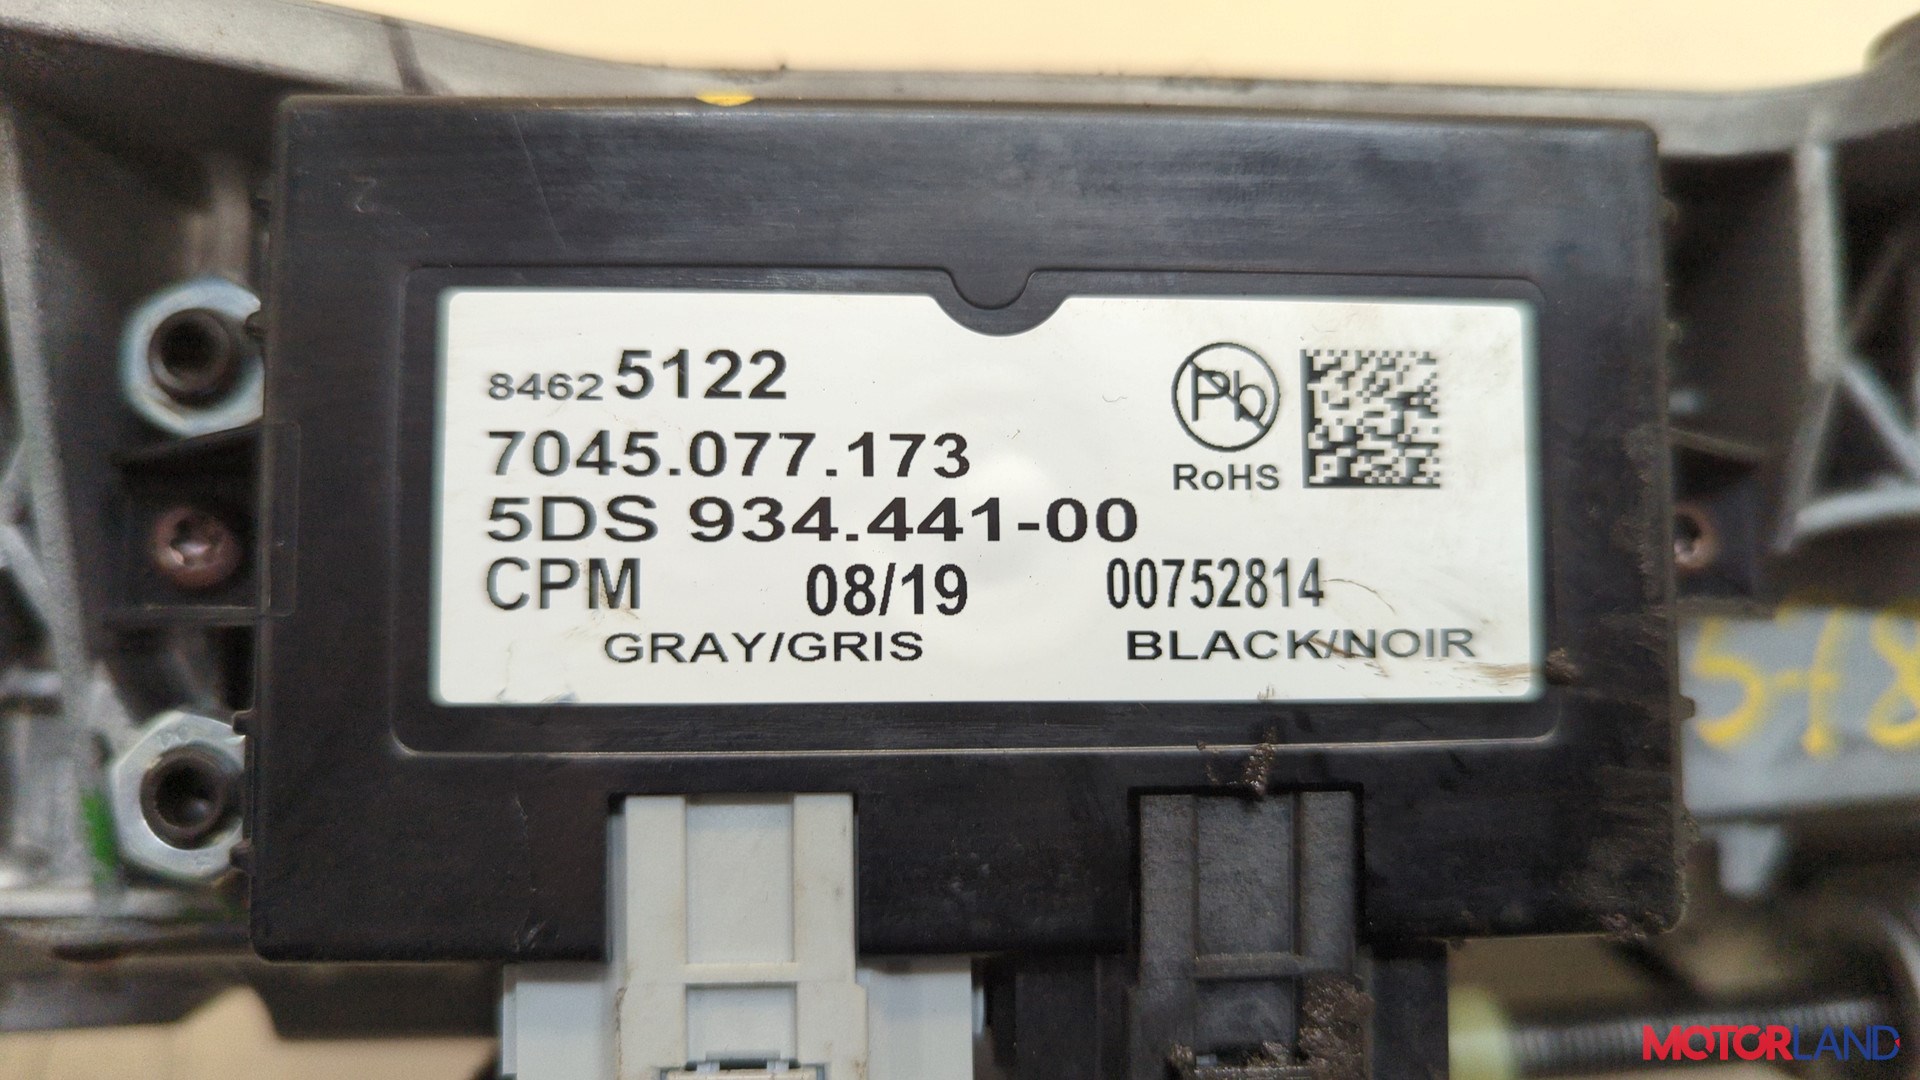 8462 5122
7045.077.173
5DS 934.441-00
CPM 08/19 00752814
GRAY/GRIS BLACK/NOIR
Pb
RoHS
578
MOTORLAND